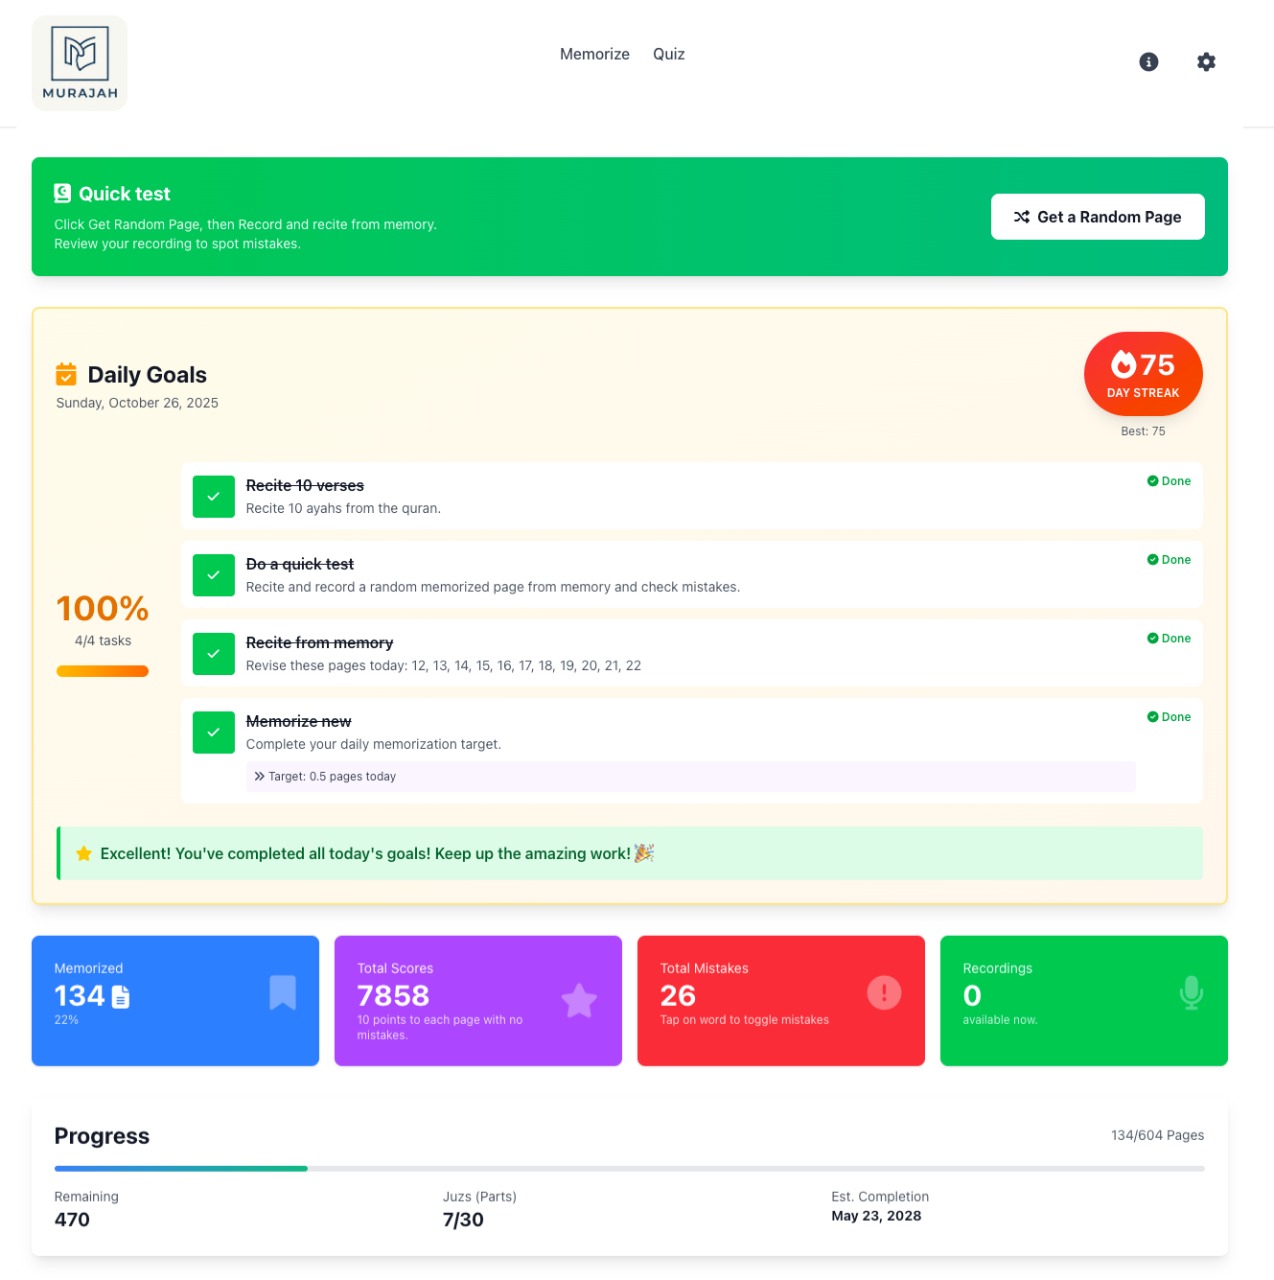 MURAJAH
Memorize
Quiz
Quick test
Click Get Random Page, then Record and recite from memory.
Review your recording to spot mistakes.
Get a Random Page
Daily Goals
Sunday, October 26, 2025
75
DAY STREAK
Best: 75
100%
4/4 tasks
Recite 10 verses
Recite 10 ayahs from the quran.
Done
Do a quick test
Recite and record a random memorized page from memory and check mistakes.
Done
Recite from memory
Revise these pages today: 12, 13, 14, 15, 16, 17, 18, 19, 20, 21, 22
Done
Memorize new
Complete your daily memorization target.
Done
Target: 0.5 pages today
Excellent! You've completed all today's goals! Keep up the amazing work! 🎉
Memorized
134
22%
Total Scores
7858
10 points to each page with no
mistakes.
Total Mistakes
26
Tap on word to toggle mistakes
Recordings
0
available now.
Progress
134/604 Pages
Remaining
470
Juzs (Parts)
7/30
Est. Completion
May 23, 2028